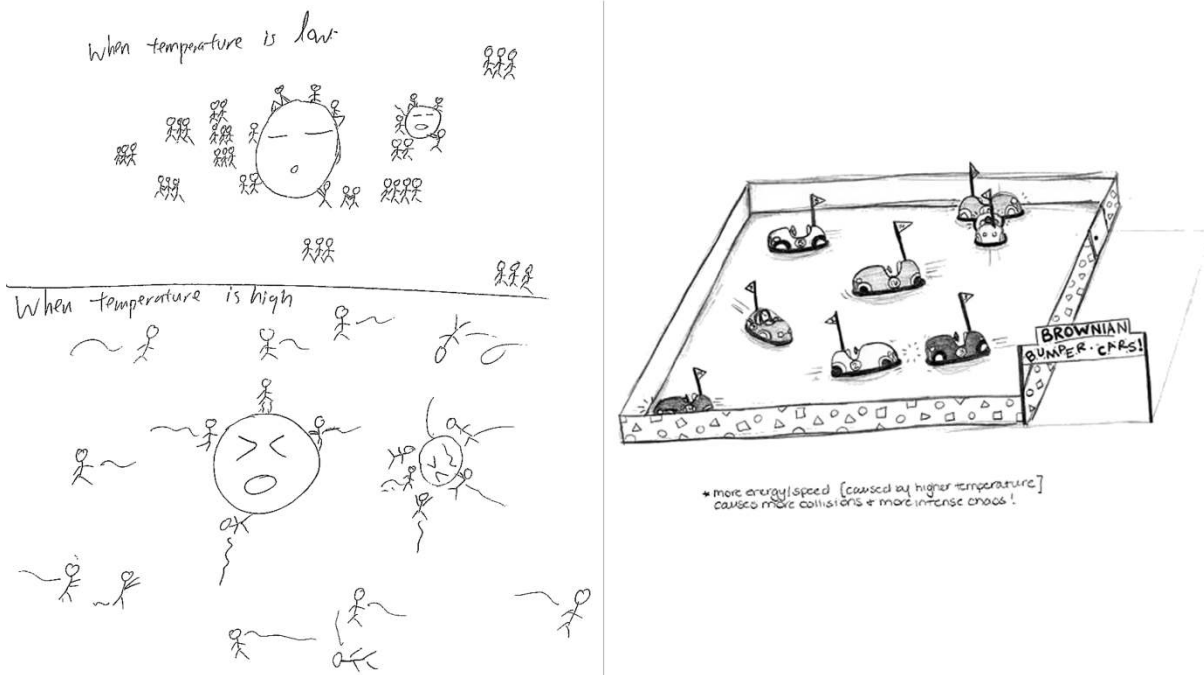 When temperature is low
When temperature is high
BROWNIAN
BUMPER·CARS!
* more energy/speed [caused by higher temperature]
causes more collisions & more intense chaos!